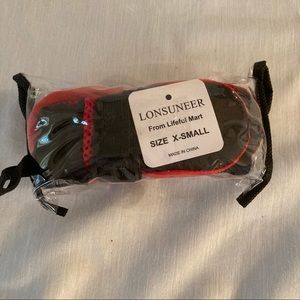 LONSUNEER
From Lifeful Mart
SIZE X-SMALL
MADE IN CHINA